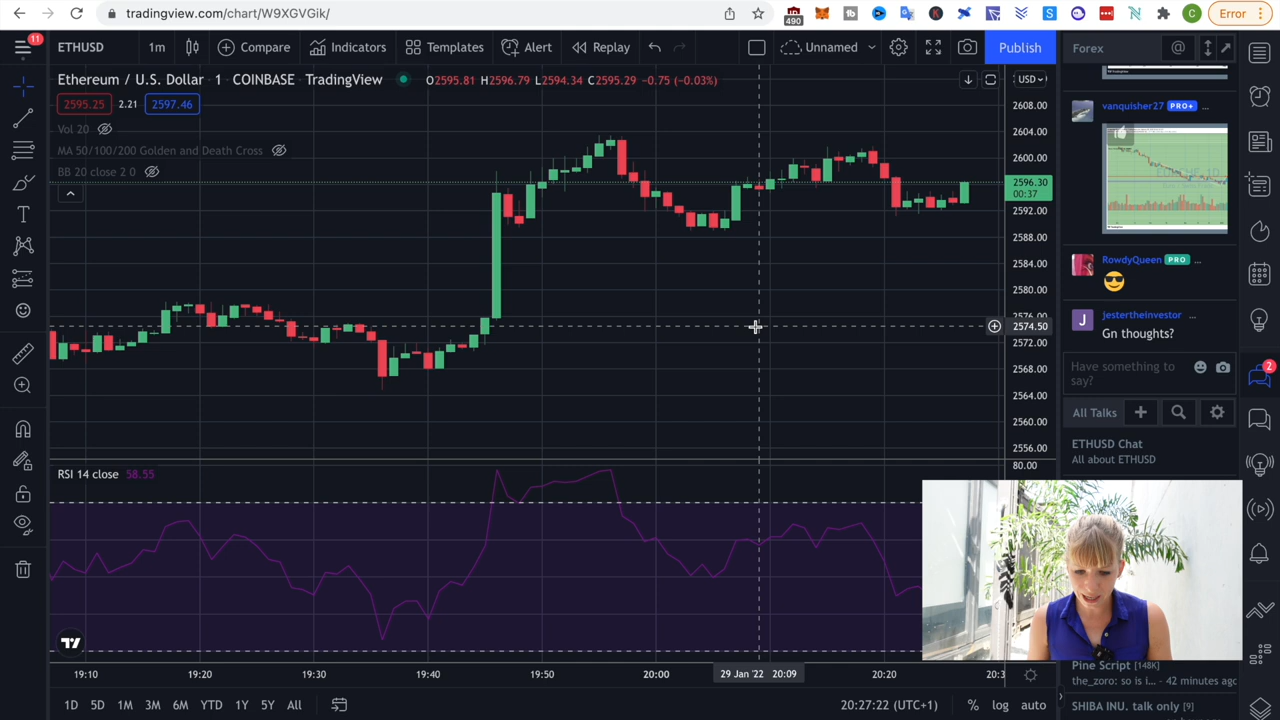 tradingview.com/chart/W9XGVGik/
490
C
Error
11
ETHUSD
1m
Compare
Indicators
Templates
Alert
Replay
Unnamed
Publish
Forex
@
Ethereum / U.S. Dollar · 1 · COINBASE · TradingView
O2595.81 H2596.79 L2594.34 C2595.29 -0.75 (-0.03%)
USD
2595.25
2.21
2597.46
Vol 20
MA 50/100/200 Golden and Death Cross
BB 20 close 2 0
2608.00
2604.00
2600.00
2596.30
00:37
2592.00
2588.00
2584.00
2580.00
2576.00
2574.50
2572.00
2568.00
2564.00
2560.00
2556.00
80.00
vanquisher27 PRO+ ...
RowdyQueen PRO ...
J
jestertheinvestor ...
Gn thoughts?
Have something to
say?
2
All Talks
ETHUSD Chat
All about ETHUSD
RSI 14 close 58.55
Pine Script [148K]
the_zoro: so is i... - 42 minutes ago
SHIBA INU. talk only [9]
19:10
19:20
19:30
19:40
19:50
20:00
29 Jan '22 20:09
20:20
20:3
1D
5D
1M
3M
6M
YTD
1Y
5Y
All
20:27:22 (UTC+1)
%
log
auto